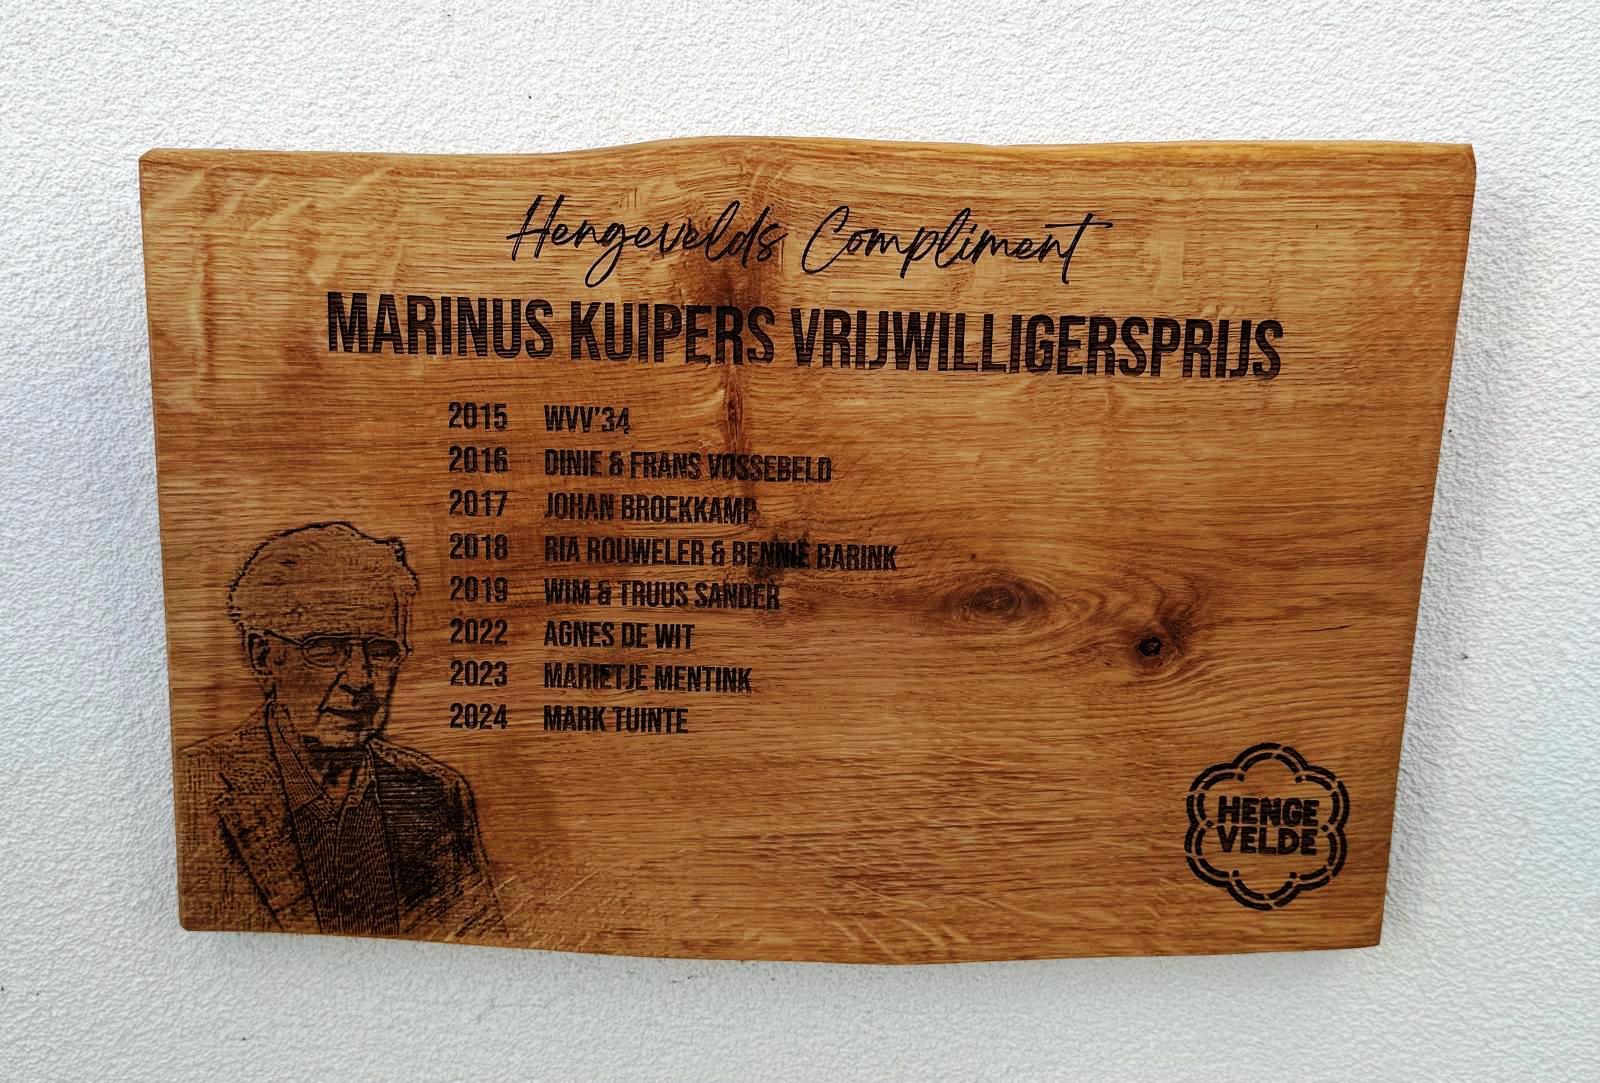 Hengevelds Compliment
MARINUS KUIPERS VRIJWILLIGERSPRIJS
2015 WVV'34
2016 DINIE & FRANS VOSSEBELD
2017 JOHAN BROEKKAMP
2018 RIA ROUWELER & BENNIE BARINK
2019 WIM & TRUUS SANDER
2022 AGNES DE WIT
2023 MARIETJE MENTINK
2024 MARK TUINTE
HENGE
VELDE